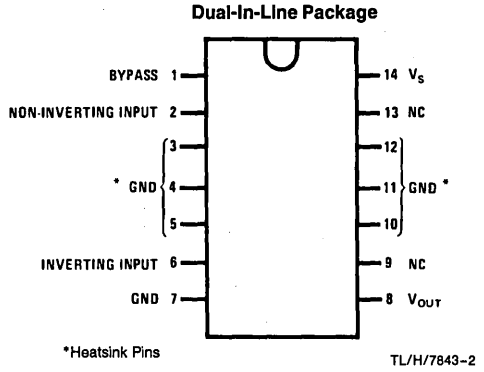 Dual-In-Line Package
BYPASS 1
14 VS
NON-INVERTING INPUT 2
13 NC
3
12
* GND 4
11 GND *
5
10
INVERTING INPUT 6
9 NC
GND 7
8 VOUT
*Heatsink Pins
TL/H/7843-2